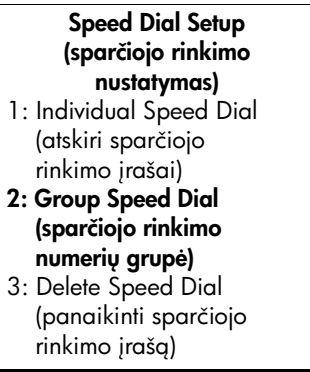 Speed Dial Setup
(sparčiojo rinkimo
nustatymas)
1: Individual Speed Dial
(atskiri sparčiojo
rinkimo įrašai)
2: Group Speed Dial
(sparčiojo rinkimo
numerių grupė)
3: Delete Speed Dial
(panaikinti sparčiojo
rinkimo įrašą)